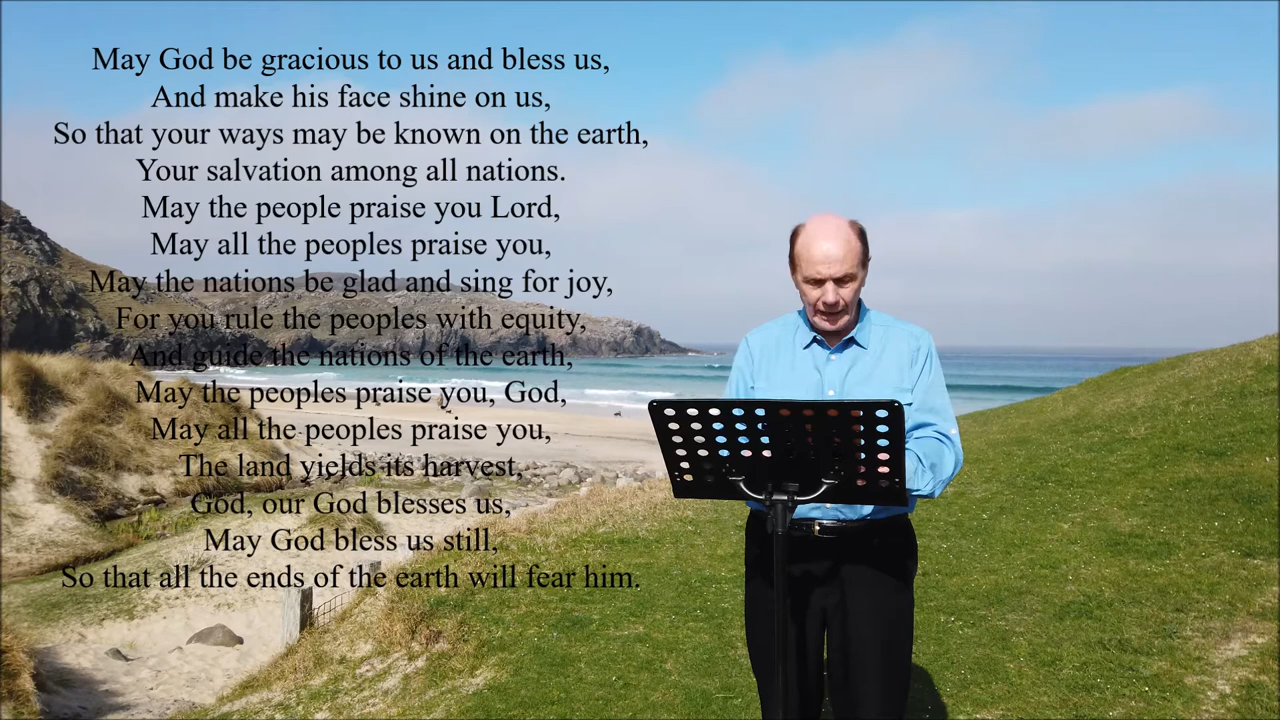 May God be gracious to us and bless us,
And make his face shine on us,
So that your ways may be known on the earth,
Your salvation among all nations.
May the people praise you Lord,
May all the peoples praise you,
May the nations be glad and sing for joy,
For you rule the peoples with equity,
And guide the nations of the earth,
May the peoples praise you, God,
May all the peoples praise you,
The land yields its harvest,
God, our God blesses us,
May God bless us still,
So that all the ends of the earth will fear him.